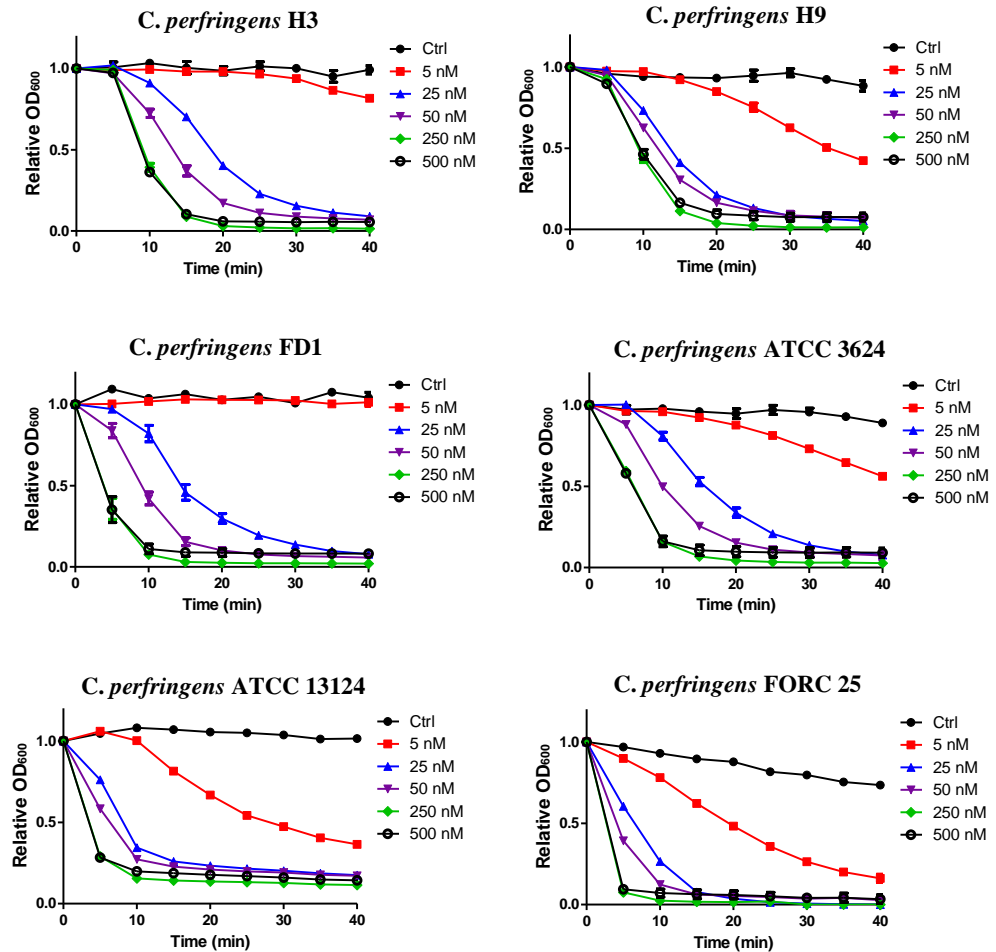 C. perfringens H3
Relative OD600
1.0
0.5
0.0
0 10 20 30 40
Time (min)
Ctrl
5 nM
25 nM
50 nM
250 nM
500 nM
C. perfringens H9
Relative OD600
1.0
0.5
0.0
0 10 20 30 40
Time (min)
Ctrl
5 nM
25 nM
50 nM
250 nM
500 nM
C. perfringens FD1
Relative OD600
1.0
0.5
0.0
0 10 20 30 40
Time (min)
Ctrl
5 nM
25 nM
50 nM
250 nM
500 nM
C. perfringens ATCC 3624
Relative OD600
1.0
0.5
0.0
0 10 20 30 40
Time (min)
Ctrl
5 nM
25 nM
50 nM
250 nM
500 nM
C. perfringens ATCC 13124
Relative OD600
1.0
0.5
0.0
0 10 20 30 40
Time (min)
Ctrl
5 nM
25 nM
50 nM
250 nM
500 nM
C. perfringens FORC 25
Relative OD600
1.0
0.5
0.0
0 10 20 30 40
Time (min)
Ctrl
5 nM
25 nM
50 nM
250 nM
500 nM